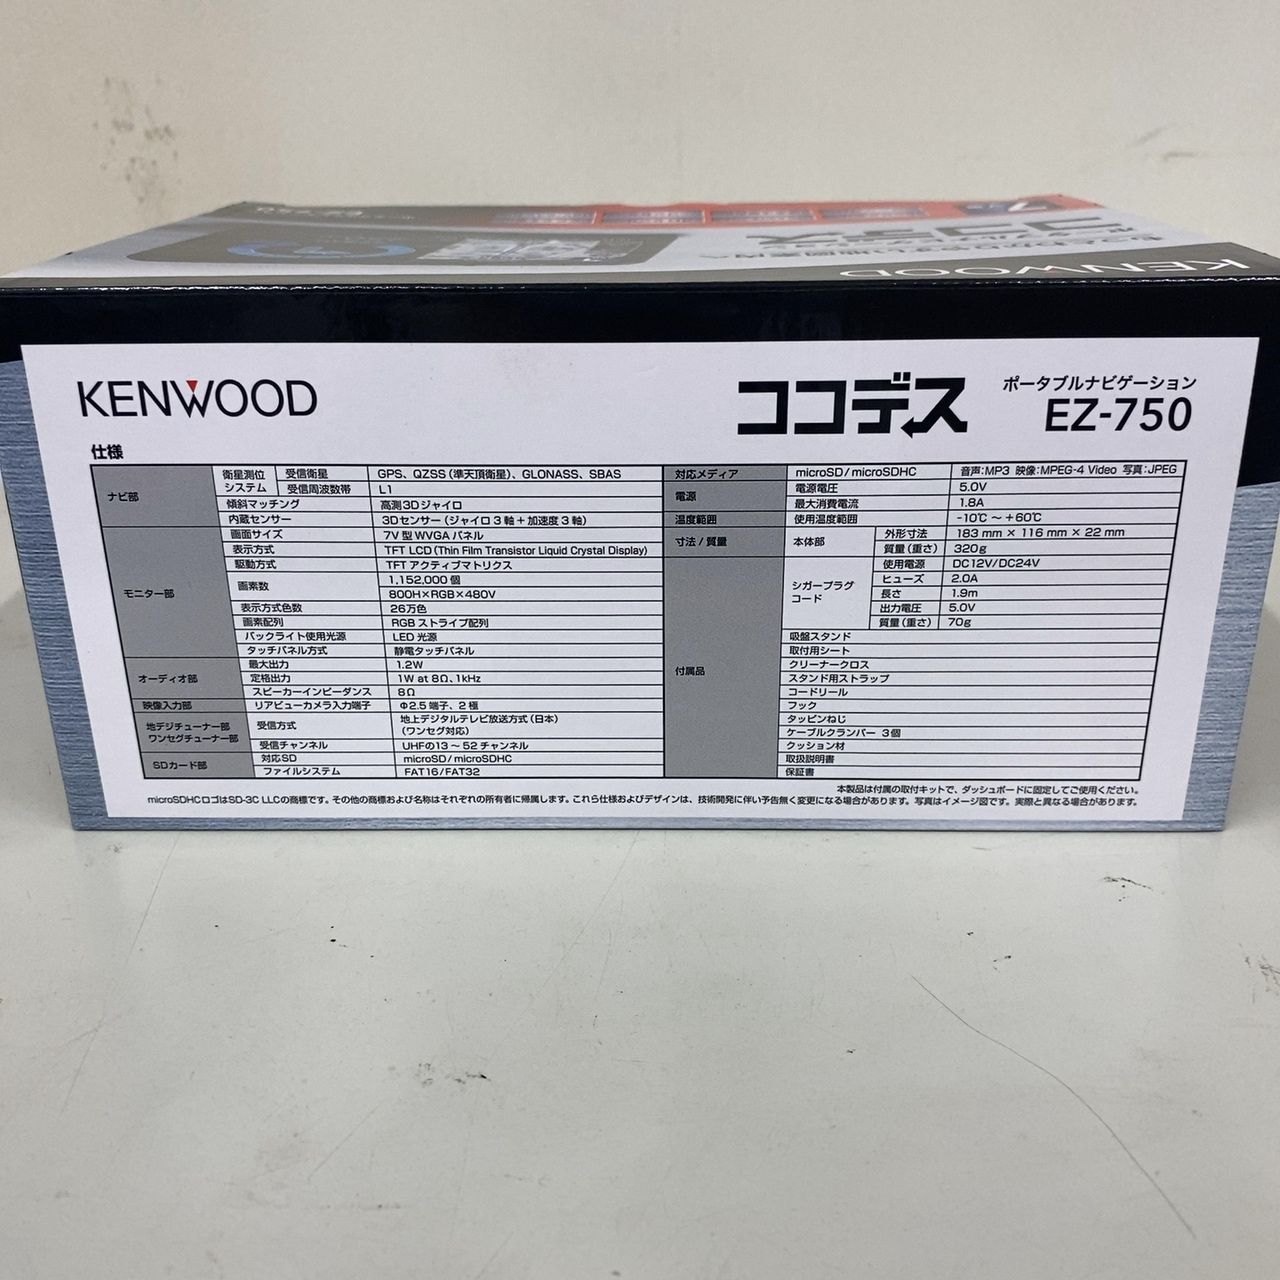 KENWOOD
ココデス
KENWOOD
ココデス
ポータブルナビゲーション
EZ-750
仕様
ナビ部 衛星測位システム 受信衛星 GPS、QZSS (準天頂衛星)、GLONASS、SBAS
受信周波数帯 L1
傾斜マッチング 高測3Dジャイロ
内蔵センサー 3Dセンサー (ジャイロ3軸+加速度3軸)
モニター部 画面サイズ 7V型 WVGA パネル
表示方式 TFT LCD (Thin Film Transistor Liquid Crystal Display)
駆動方式 TFT アクティブマトリクス
画素数 1,152,000 個
800H×RGB×480V
表示方式色数 26万色
画素配列 RGB ストライプ配列
バックライト使用光源 LED 光源
タッチパネル方式 静電タッチパネル
オーディオ部 最大出力 1.2W
定格出力 1W at 8Ω、1kHz
スピーカーインピーダンス 8Ω
映像入力部 リアビューカメラ入力端子 Φ2.5 端子、2 極
地デジチューナー部 ワンセグチューナー部 受信方式 地上デジタルテレビ放送方式 (日本)
(ワンセグ対応)
受信チャンネル UHFの13 ~ 52 チャンネル
SDカード部 対応SD microSD/microSDHC
ファイルシステム FAT16/FAT32
対応メディア microSD/microSDHC 音声:MP3 映像:MPEG-4 Video 写真:JPEG
電源 電源電圧 5.0V
最大消費電流 1.8A
温度範囲 使用温度範囲 -10℃ ~ +60℃
寸法 / 質量 本体部 外形寸法 183 mm × 116 mm × 22 mm
質量 (重さ) 320g
付属品 シガープラグコード 使用電源 DC12V/DC24V
ヒューズ 2.0A
長さ 1.9m
出力電圧 5.0V
質量 (重さ) 70g
吸盤スタンド
取付用シート
クリーナークロス
スタンド用ストラップ
コードリール
フック
タッピンねじ
ケーブルクランパー 3個
クッション材
取扱説明書
保証書
本製品は付属の取付キットで、ダッシュボードに固定してご使用ください。
microSDHCロゴはSD-3C LLCの商標です。その他の商標および名称はそれぞれの所有者に帰属します。これら仕様およびデザインは、技術開発に伴い予告無く変更になる場合があります。写真はイメージ図です。実際と異なる場合があります。